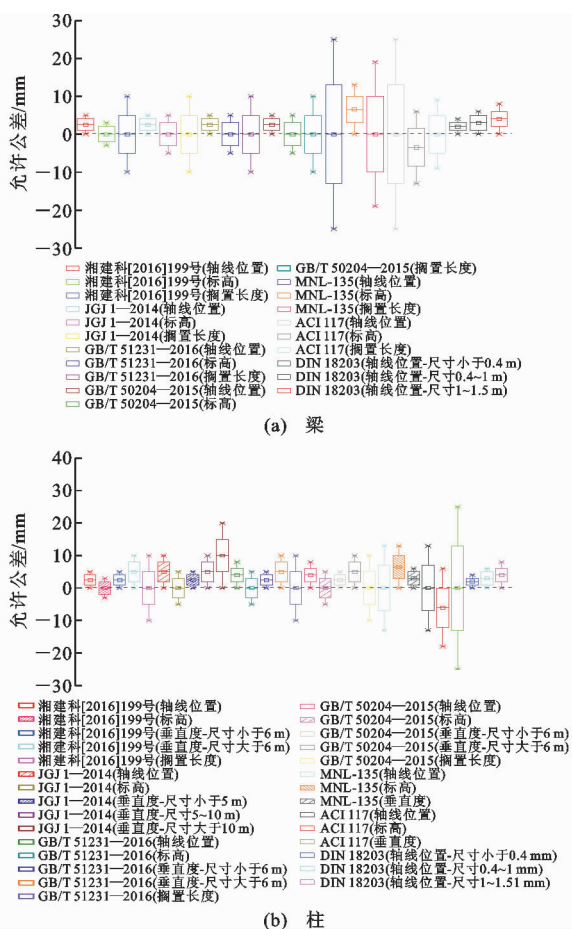 30
20
10
0
−10
−20
−30
允许公差/mm
湘建科[2016]199号(轴线位置)
湘建科[2016]199号(标高)
湘建科[2016]199号(搁置长度)
JGJ 1—2014(轴线位置)
JGJ 1—2014(标高)
JGJ 1—2014(搁置长度)
GB/T 51231—2016(轴线位置)
GB/T 51231—2016(标高)
GB/T 51231—2016(搁置长度)
GB/T 50204—2015(轴线位置)
GB/T 50204—2015(标高)
GB/T 50204—2015(搁置长度)
MNL-135(轴线位置)
MNL-135(标高)
MNL-135(搁置长度)
ACI 117(轴线位置)
ACI 117(标高)
ACI 117(搁置长度)
DIN 18203(轴线位置-尺寸小于0.4 m)
DIN 18203(轴线位置-尺寸0.4~1 m)
DIN 18203(轴线位置-尺寸1~1.5 m)
(a) 梁
40
30
20
10
0
−10
−20
−30
允许公差/mm
湘建科[2016]199号(轴线位置)
湘建科[2016]199号(标高)
湘建科[2016]199号(垂直度-尺寸小于6 m)
湘建科[2016]199号(垂直度-尺寸大于6 m)
湘建科[2016]199号(搁置长度)
JGJ 1—2014(轴线位置)
JGJ 1—2014(标高)
JGJ 1—2014(垂直度-尺寸小于5 m)
JGJ 1—2014(垂直度-尺寸5~10 m)
JGJ 1—2014(垂直度-尺寸大于10 m)
GB/T 51231—2016(轴线位置)
GB/T 51231—2016(标高)
GB/T 51231—2016(垂直度-尺寸小于6 m)
GB/T 51231—2016(垂直度-尺寸大于6 m)
GB/T 51231—2016(搁置长度)
GB/T 50204—2015(轴线位置)
GB/T 50204—2015(标高)
GB/T 50204—2015(垂直度-尺寸小于6 m)
GB/T 50204—2015(垂直度-尺寸大于6 m)
GB/T 50204—2015(搁置长度)
MNL-135(轴线位置)
MNL-135(标高)
MNL-135(垂直度)
ACI 117(轴线位置)
ACI 117(标高)
ACI 117(垂直度)
DIN 18203(轴线位置-尺寸小于0.4 mm)
DIN 18203(轴线位置-尺寸0.4~1 mm)
DIN 18203(轴线位置-尺寸1~1.51 mm)
(b) 柱